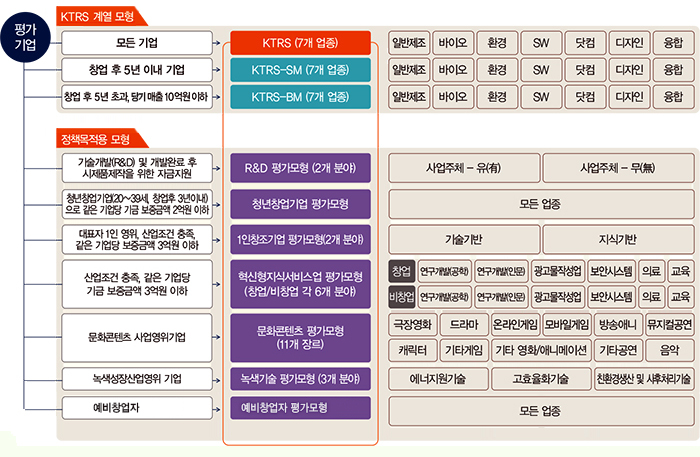 평가
기업
KTRS 계열 모형
모든 기업
KTRS (7개 업종)
일반제조 바이오 환경 SW 닷컴 디자인 융합
창업 후 5년 이내 기업
KTRS-SM (7개 업종)
일반제조 바이오 환경 SW 닷컴 디자인 융합
창업 후 5년 초과, 당기 매출 10억원 이하
KTRS-BM (7개 업종)
일반제조 바이오 환경 SW 닷컴 디자인 융합
정책목적용 모형
기술개발(R&D) 및 개발완료 후
시제품제작을 위한 자금지원
R&D 평가모형 (2개 분야)
사업주체 – 유(有) 사업주체 – 무(無)
청년창업기업(20~39세, 창업후 3년이내)
으로 같은 기업당 기금 보증금액 2억원 이하
청년창업기업 평가모형
모든 업종
대표자 1인 영위, 산업조건 충족,
같은 기업당 보증금액 3억원 이하
1인창조기업 평가모형(2개 분야)
기술기반 지식기반
산업조건 충족, 같은 기업당
기금 보증금액 3억원 이하
혁신형지식서비스업 평가모형
(창업/비창업 각 6개 분야)
창업 연구개발(공학) 연구개발(인문) 광고물작성업 보안시스템 의료 교육
비창업 연구개발(공학) 연구개발(인문) 광고물작성업 보안시스템 의료 교육
문화콘텐츠 사업영위기업
문화콘텐츠 평가모형
(11개 장르)
극장영화 드라마 온라인게임 모바일게임 방송애니 뮤지컬공연
캐릭터 기타게임 기타 영화/애니메이션 기타공연 음악
녹색성장산업영위 기업
녹색기술 평가모형 (3개 분야)
에너지원기술 고효율화기술 친환경생산 및 사후처리기술
예비창업자
예비창업자 평가모형
모든 업종